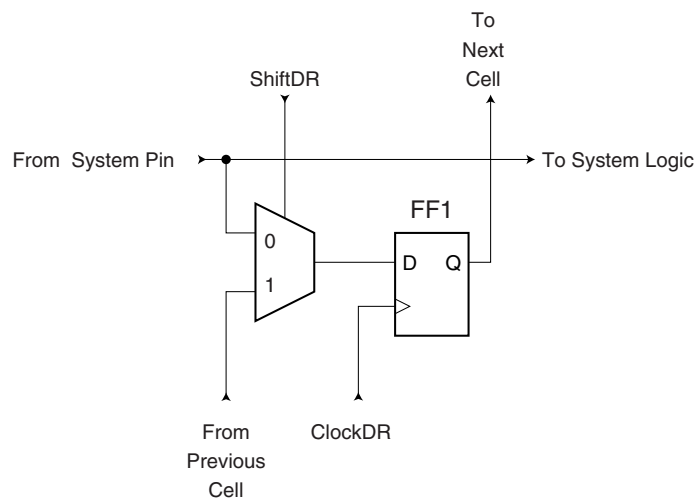 To
Next
Cell
ShiftDR
From System Pin
To System Logic
FF1
0
D Q
1
From
Previous
Cell
ClockDR